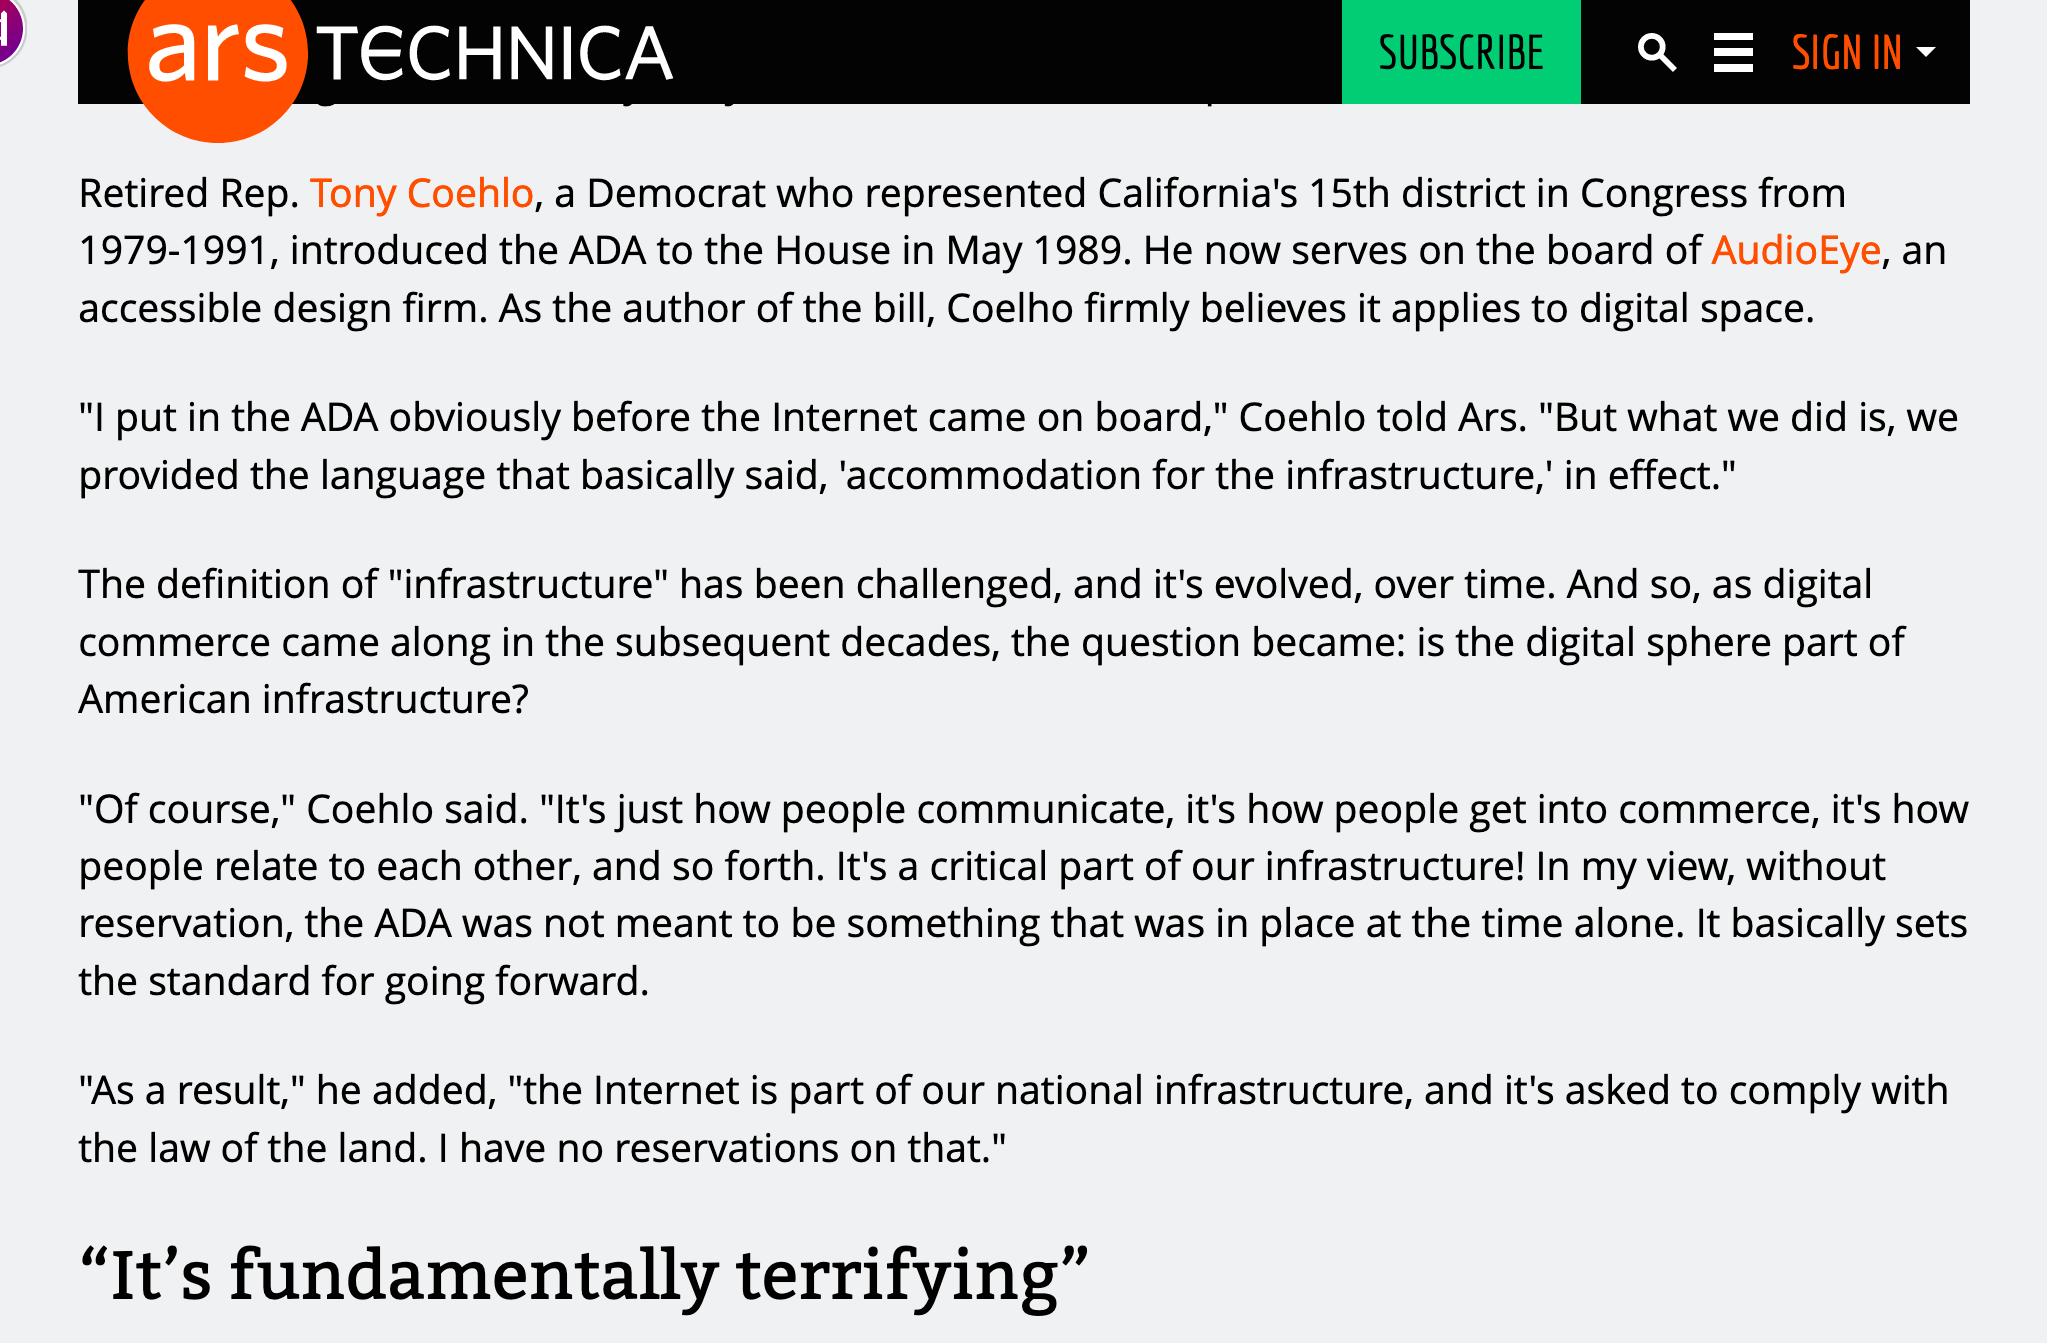 ars TECHNICA
SUBSCRIBE
SIGN IN
Retired Rep. Tony Coehlo, a Democrat who represented California's 15th district in Congress from
1979-1991, introduced the ADA to the House in May 1989. He now serves on the board of AudioEye, an
accessible design firm. As the author of the bill, Coelho firmly believes it applies to digital space.
"I put in the ADA obviously before the Internet came on board," Coehlo told Ars. "But what we did is, we
provided the language that basically said, 'accommodation for the infrastructure,' in effect."
The definition of "infrastructure" has been challenged, and it's evolved, over time. And so, as digital
commerce came along in the subsequent decades, the question became: is the digital sphere part of
American infrastructure?
"Of course," Coehlo said. "It's just how people communicate, it's how people get into commerce, it's how
people relate to each other, and so forth. It's a critical part of our infrastructure! In my view, without
reservation, the ADA was not meant to be something that was in place at the time alone. It basically sets
the standard for going forward.
"As a result," he added, "the Internet is part of our national infrastructure, and it's asked to comply with
the law of the land. I have no reservations on that."
“It’s fundamentally terrifying”